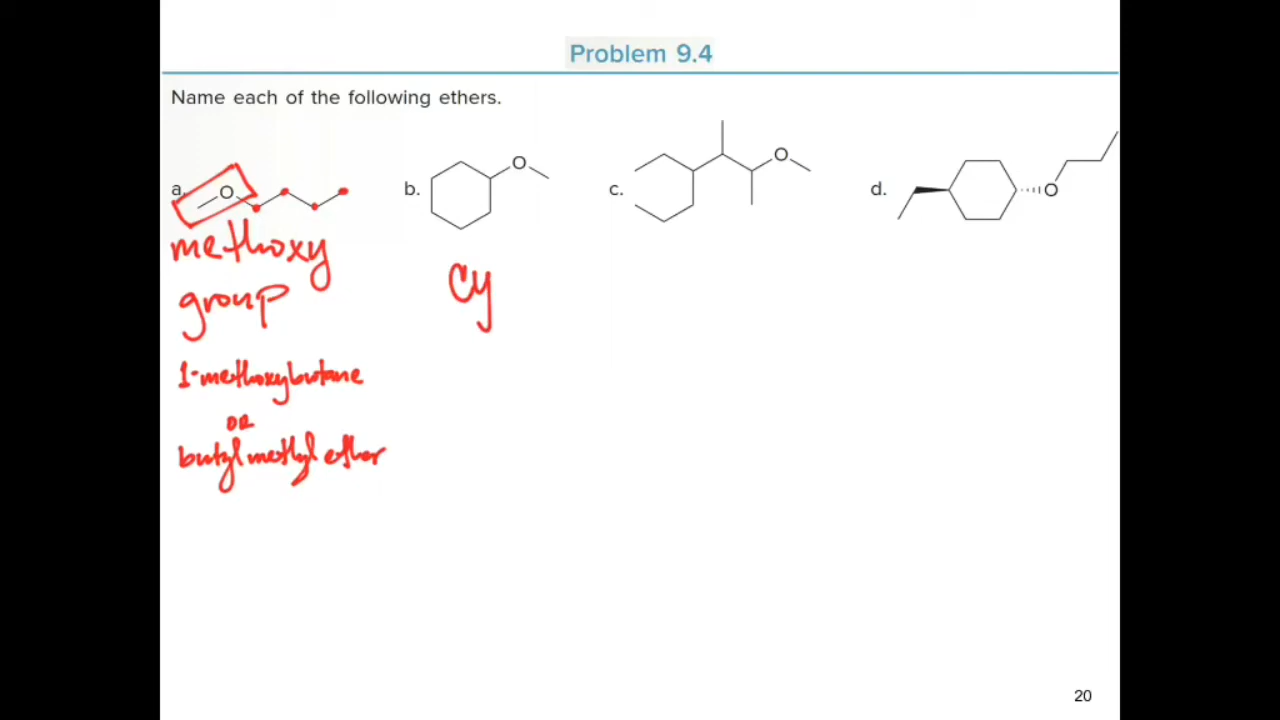 Problem 9.4
Name each of the following ethers.
a. O
b. O
c. O
d. O
methoxy
group
Cy
1-methoxybutane
OR
butyl methyl ether
20